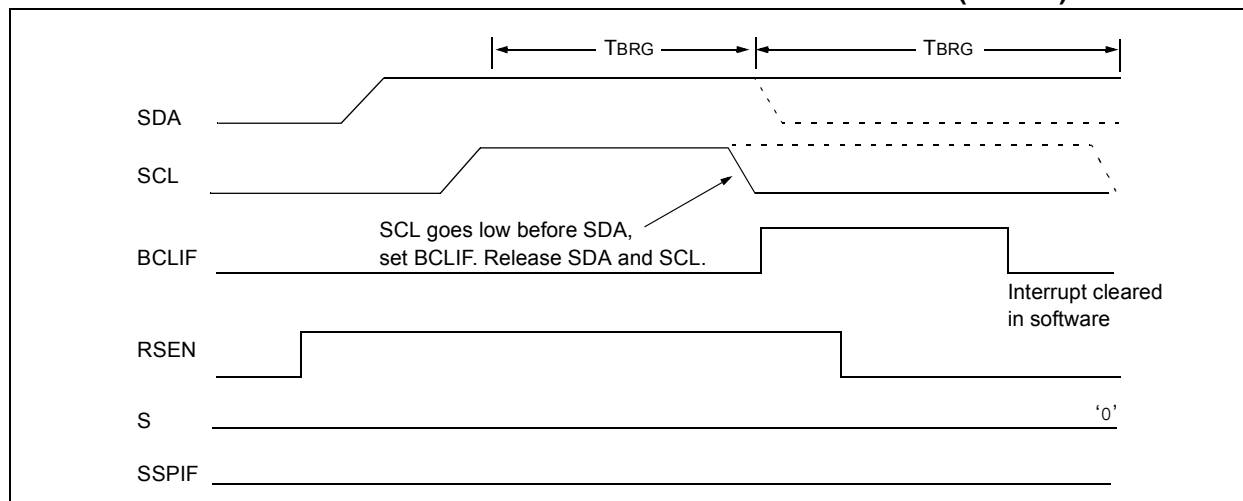 TBRG TBRG
SDA
SCL
SCL goes low before SDA,
set BCLIF. Release SDA and SCL.
BCLIF
Interrupt cleared
in software
RSEN
S
‘0’
SSPIF